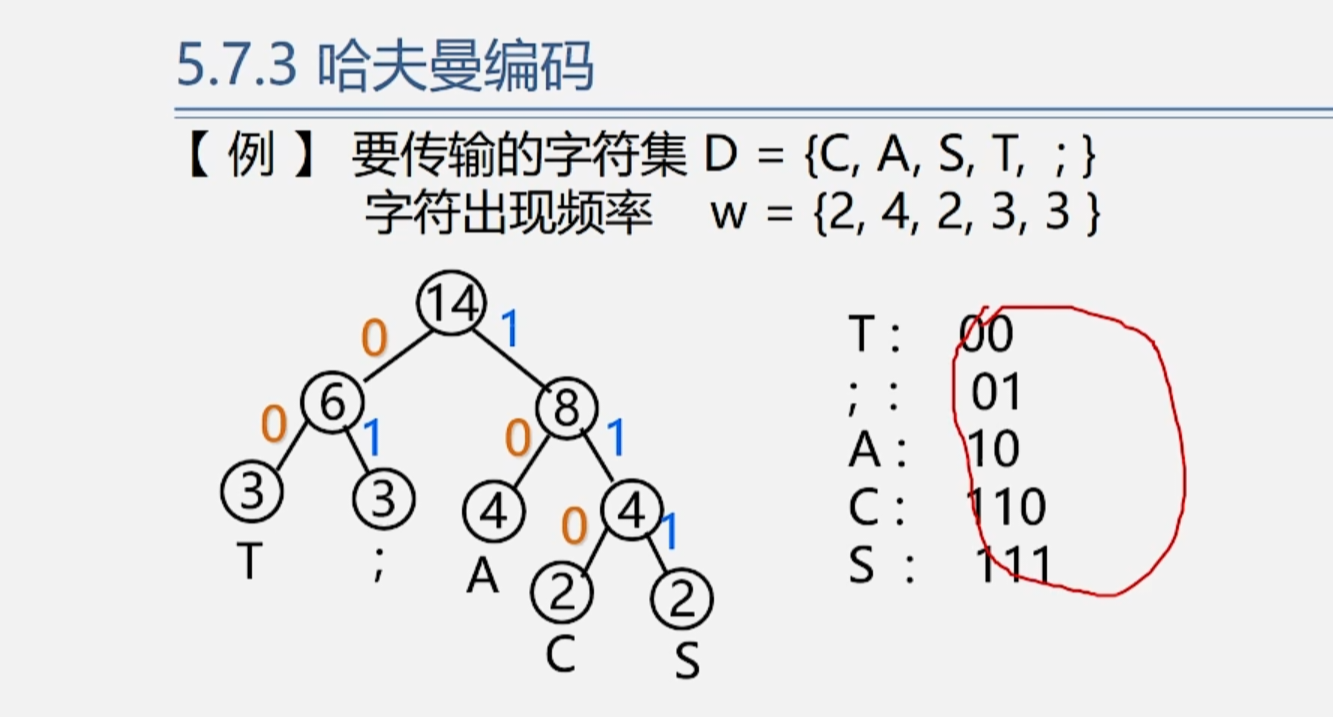 5.7.3 哈夫曼编码
【 例 】 要传输的字符集 D = {C, A, S, T, ; }
字符出现频率 w = {2, 4, 2, 3, 3 }
14
0 1
6 8
0 1 0 1
3 3 4 4
0 1
T ; A 2 2
C S
T : 00
; : 01
A : 10
C : 110
S : 111